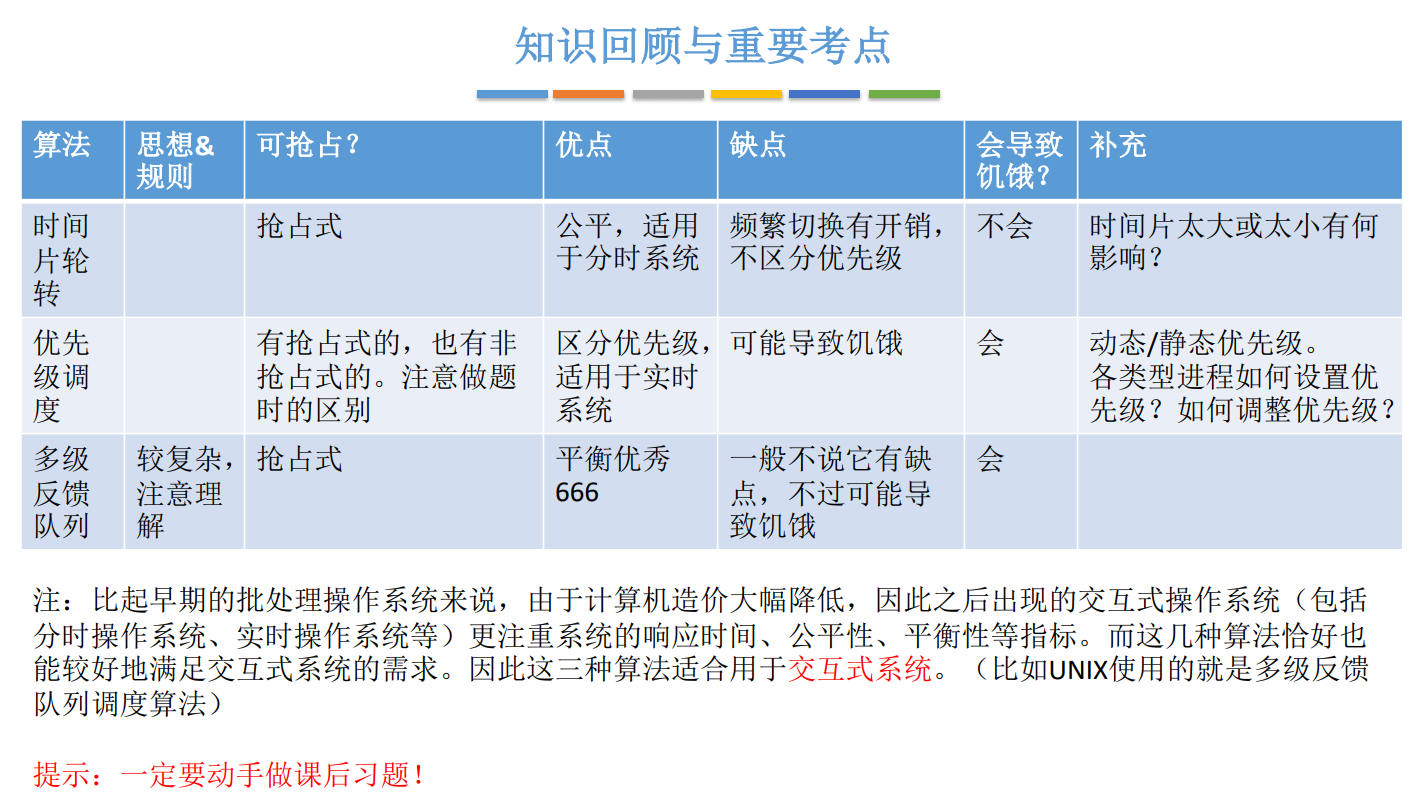 知识回顾与重要考点
算法
思想&
规则
可抢占？
优点
缺点
会导致
饥饿？
补充
时间
片轮
转
抢占式
公平，适用
于分时系统
频繁切换有开销，
不区分优先级
不会
时间片太大或太小有何
影响？
优先
级调
度
有抢占式的，也有非
抢占式的。注意做题
时的区别
区分优先级，
适用于实时
系统
可能导致饥饿
会
动态/静态优先级。
各类型进程如何设置优
先级？如何调整优先级？
多级
反馈
队列
较复杂，
注意理
解
抢占式
平衡优秀
666
一般不说它有缺
点，不过可能导
致饥饿
会
注：比起早期的批处理操作系统来说，由于计算机造价大幅降低，因此之后出现的交互式操作系统（包括
分时操作系统、实时操作系统等）更注重系统的响应时间、公平性、平衡性等指标。而这几种算法恰好也
能较好地满足交互式系统的需求。因此这三种算法适合用于交互式系统。（比如UNIX使用的就是多级反馈
队列调度算法）
提示：一定要动手做课后习题！